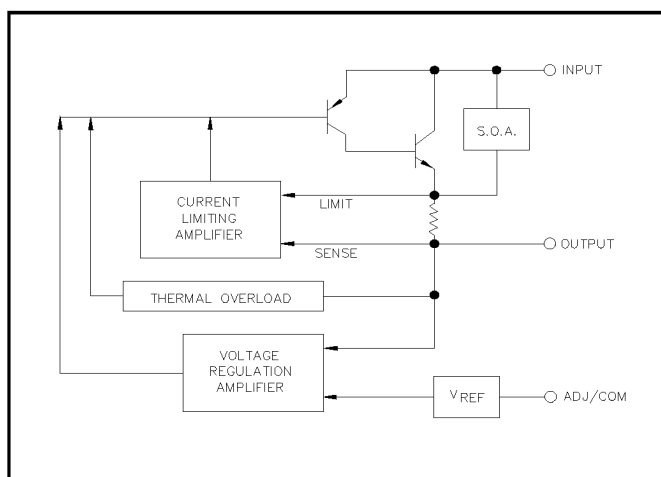 INPUT
S.O.A.
CURRENT
LIMITING
AMPLIFIER
LIMIT
SENSE
OUTPUT
THERMAL OVERLOAD
VOLTAGE
REGULATION
AMPLIFIER
VREF
ADJ/COM